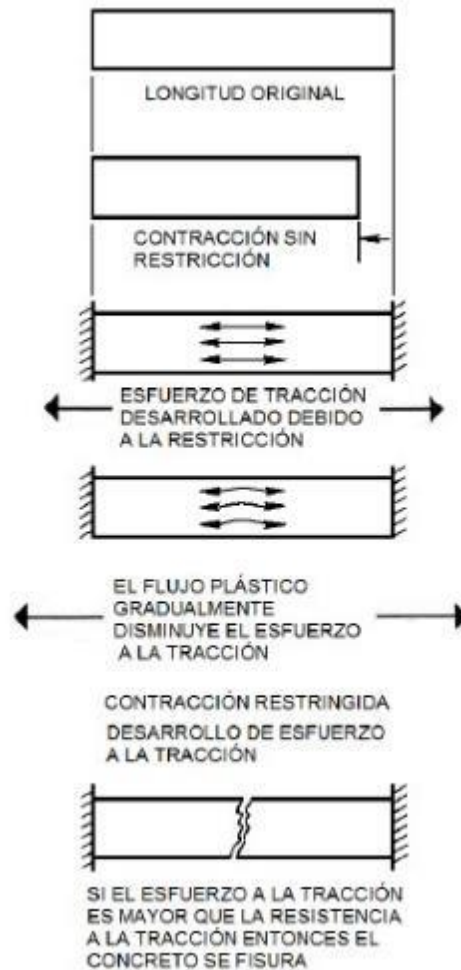 LONGITUD ORIGINAL
CONTRACCIÓN SIN
RESTRICCIÓN
ESFUERZO DE TRACCIÓN
DESARROLLADO DEBIDO
A LA RESTRICCIÓN
EL FLUJO PLÁSTICO
GRADUALMENTE
DISMINUYE EL ESFUERZO
A LA TRACCIÓN
CONTRACCIÓN RESTRINGIDA
DESARROLLO DE ESFUERZO
A LA TRACCIÓN
SI EL ESFUERZO A LA TRACCIÓN
ES MAYOR QUE LA RESISTENCIA
A LA TRACCIÓN ENTONCES EL
CONCRETO SE FISURA